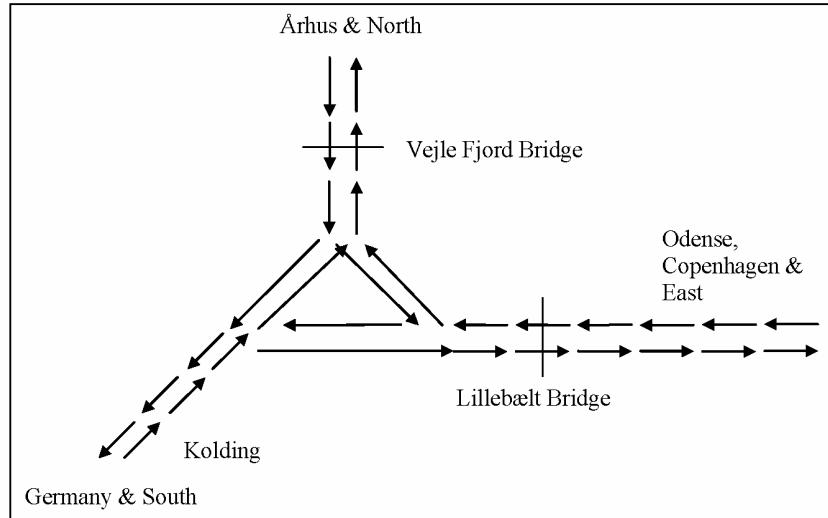 Århus & North
Vejle Fjord Bridge
Odense,
Copenhagen &
East
Lillebælt Bridge
Kolding
Germany & South